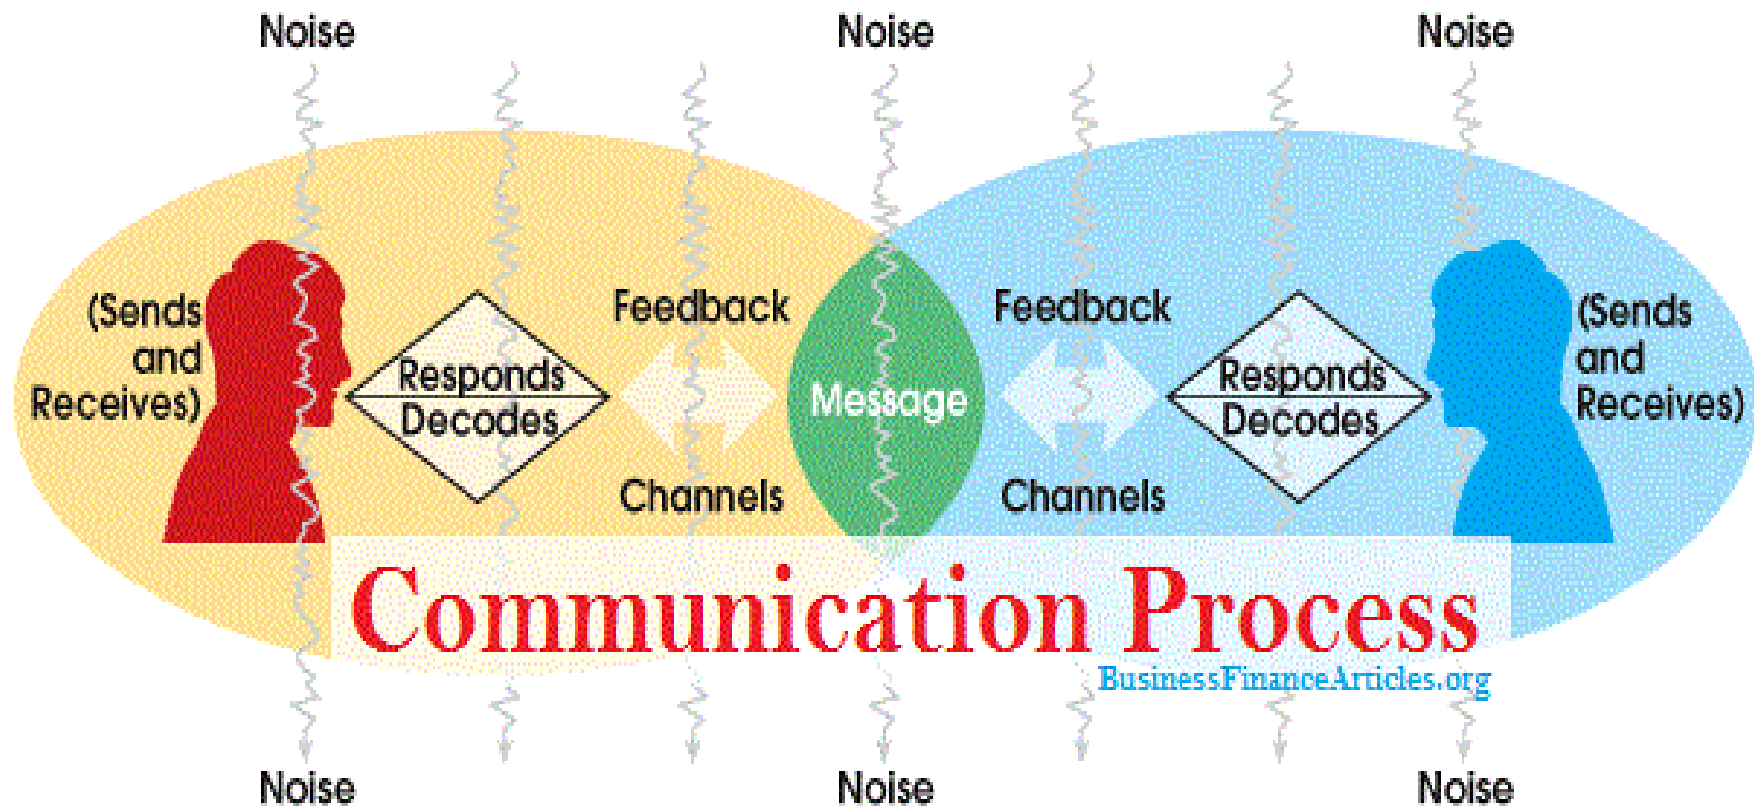 Noise
Noise
Noise
(Sends
and
Receives)
Responds
Decodes
Feedback
Channels
Message
Feedback
Channels
Responds
Decodes
(Sends
and
Receives)
Communication Process
BusinessFinanceArticles.org
Noise
Noise
Noise